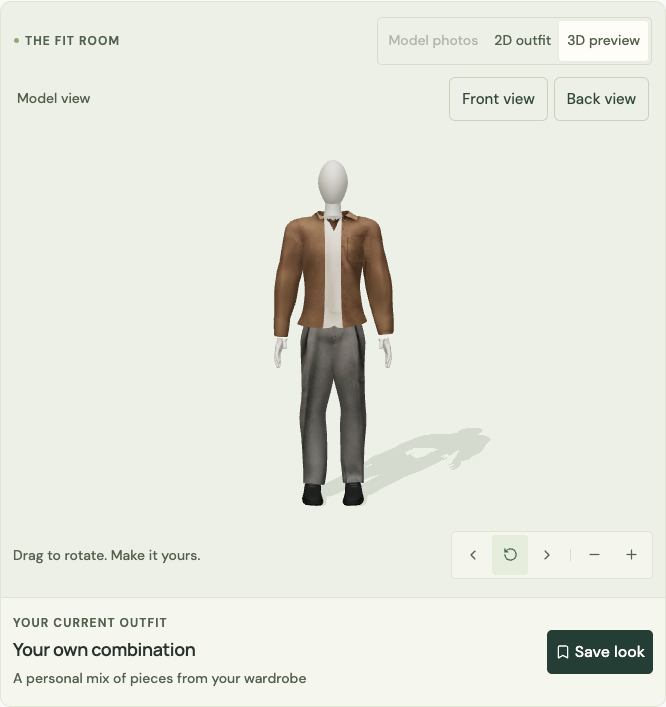 THE FIT ROOM
Model photos 2D outfit 3D preview
Model view
Front view Back view
Drag to rotate. Make it yours.
YOUR CURRENT OUTFIT
Your own combination
A personal mix of pieces from your wardrobe
Save look